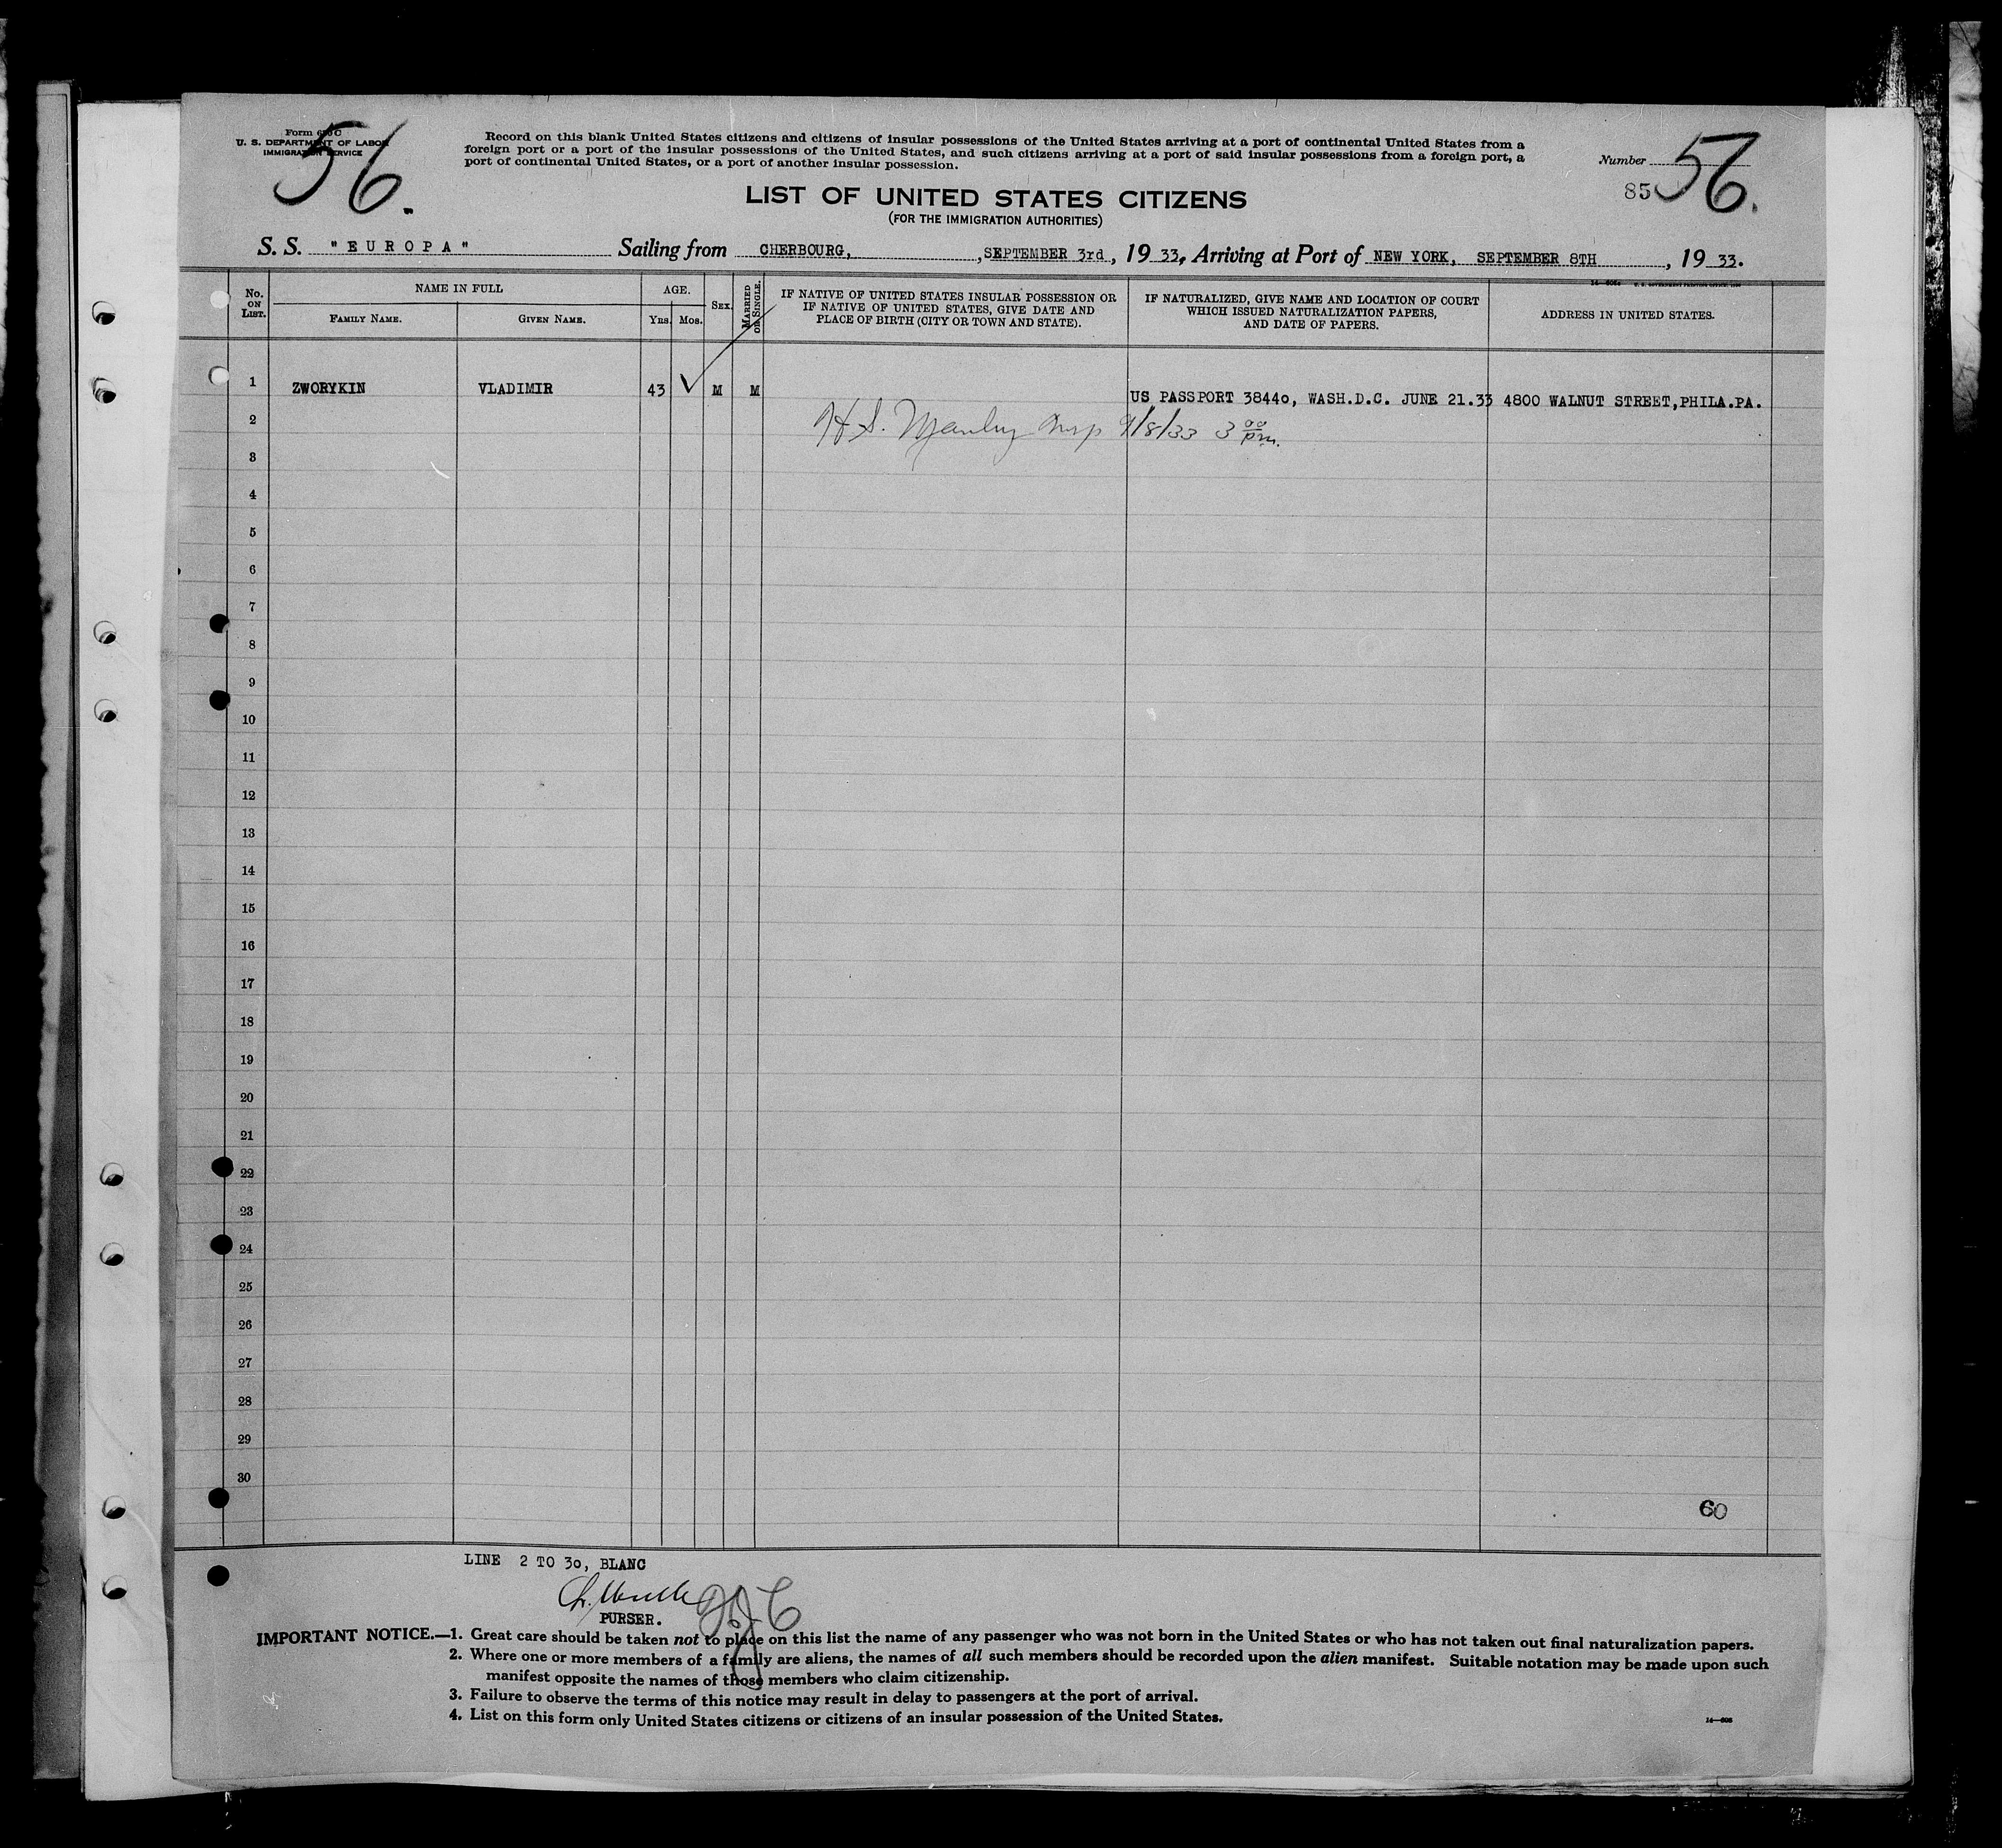 Form 630 C
U. S. DEPARTMENT OF LABOR
IMMIGRATION SERVICE
56.
Record on this blank United States citizens and citizens of insular possessions of the United States arriving at a port of continental United States from a
foreign port or a port of the insular possessions of the United States, and such citizens arriving at a port of said insular possessions from a foreign port, a
port of continental United States, or a port of another insular possession.
Number 56.
85
LIST OF UNITED STATES CITIZENS
(FOR THE IMMIGRATION AUTHORITIES)
S. S. "EUROPA" Sailing from CHERBOURG, , SEPTEMBER 3rd, 1933, Arriving at Port of NEW YORK, SEPTEMBER 8TH, 1933.
No. ON LIST.
NAME IN FULL
FAMILY NAME.
GIVEN NAME.
AGE.
YRS.
MOS.
SEX.
MARRIED OR SINGLE.
IF NATIVE OF UNITED STATES INSULAR POSSESSION OR
IF NATIVE OF UNITED STATES, GIVE DATE AND
PLACE OF BIRTH (CITY OR TOWN AND STATE).
IF NATURALIZED, GIVE NAME AND LOCATION OF COURT
WHICH ISSUED NATURALIZATION PAPERS,
AND DATE OF PAPERS.
ADDRESS IN UNITED STATES.
1 ZWORYKIN VLADIMIR 43 ✓ M M US PASSPORT 38440, WASH.D.C. JUNE 21.33 4800 WALNUT STREET,PHILA.PA.
2 9/8/33 3 00 pm.
3
4
5
6
7
8
9
10
11
12
13
14
15
16
17
18
19
20
21
22
23
24
25
26
27
28
29
30
60
LINE 2 TO 30, BLANC
PURSER.
IMPORTANT NOTICE.—1. Great care should be taken not to place on this list the name of any passenger who was not born in the United States or who has not taken out final naturalization papers.
2. Where one or more members of a family are aliens, the names of all such members should be recorded upon the alien manifest. Suitable notation may be made upon such
manifest opposite the names of those members who claim citizenship.
3. Failure to observe the terms of this notice may result in delay to passengers at the port of arrival.
4. List on this form only United States citizens or citizens of an insular possession of the United States.